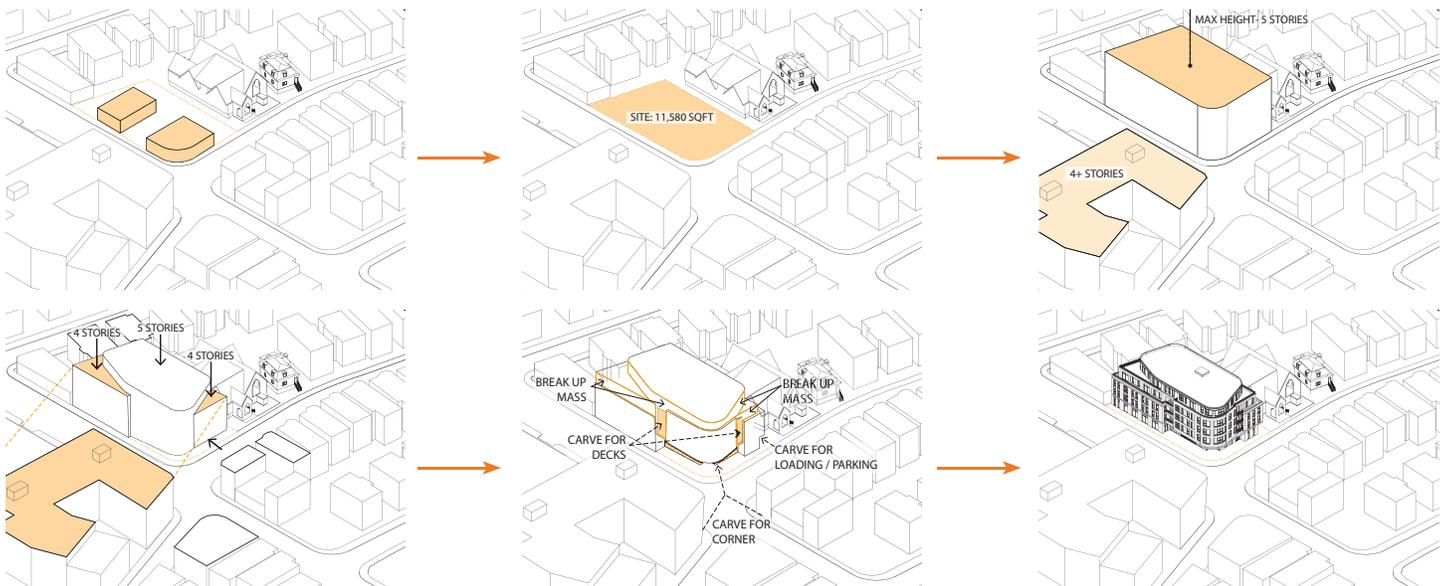 SITE: 11,580 SQFT
MAX HEIGHT- 5 STORIES
4+ STORIES
4 STORIES
5 STORIES
4 STORIES
BREAK UP
MASS
BREAK UP
MASS
CARVE FOR
DECKS
CARVE FOR
LOADING / PARKING
CARVE FOR
CORNER